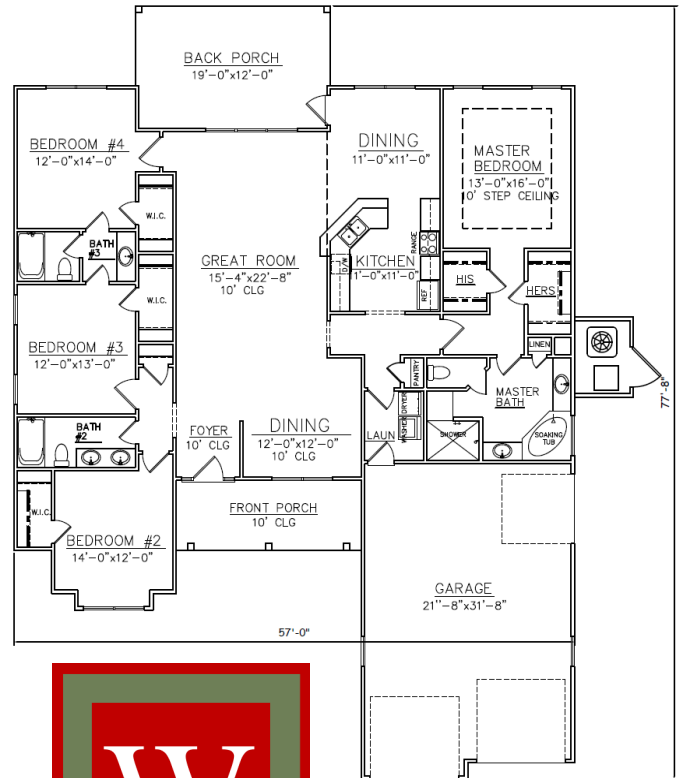 BACK PORCH
19'-0"x12'-0"
BEDROOM #4
12'-0"x14'-0"
DINING
11'-0"x11'-0"
MASTER
BEDROOM
13'-0"x16'-0"
10' STEP CEILING
W.I.C.
BATH
#3
GREAT ROOM
15'-4"x22'-8"
10' CLG
RANGE
D/W
KITCHEN
11'-0"x11'-0"
REF
HIS
HERS
W.I.C.
LINEN
BEDROOM #3
12'-0"x13'-0"
77'-8"
PANTRY
MASTER
BATH
WASHER
DRYER
BATH
#2
FOYER
10' CLG
DINING
12'-0"x12'-0"
10' CLG
LAUN
SHOWER
SOAKING
TUB
W.I.C.
FRONT PORCH
10' CLG
BEDROOM #2
14'-0"x12'-0"
GARAGE
21''-8"x31'-8"
57'-0"
W